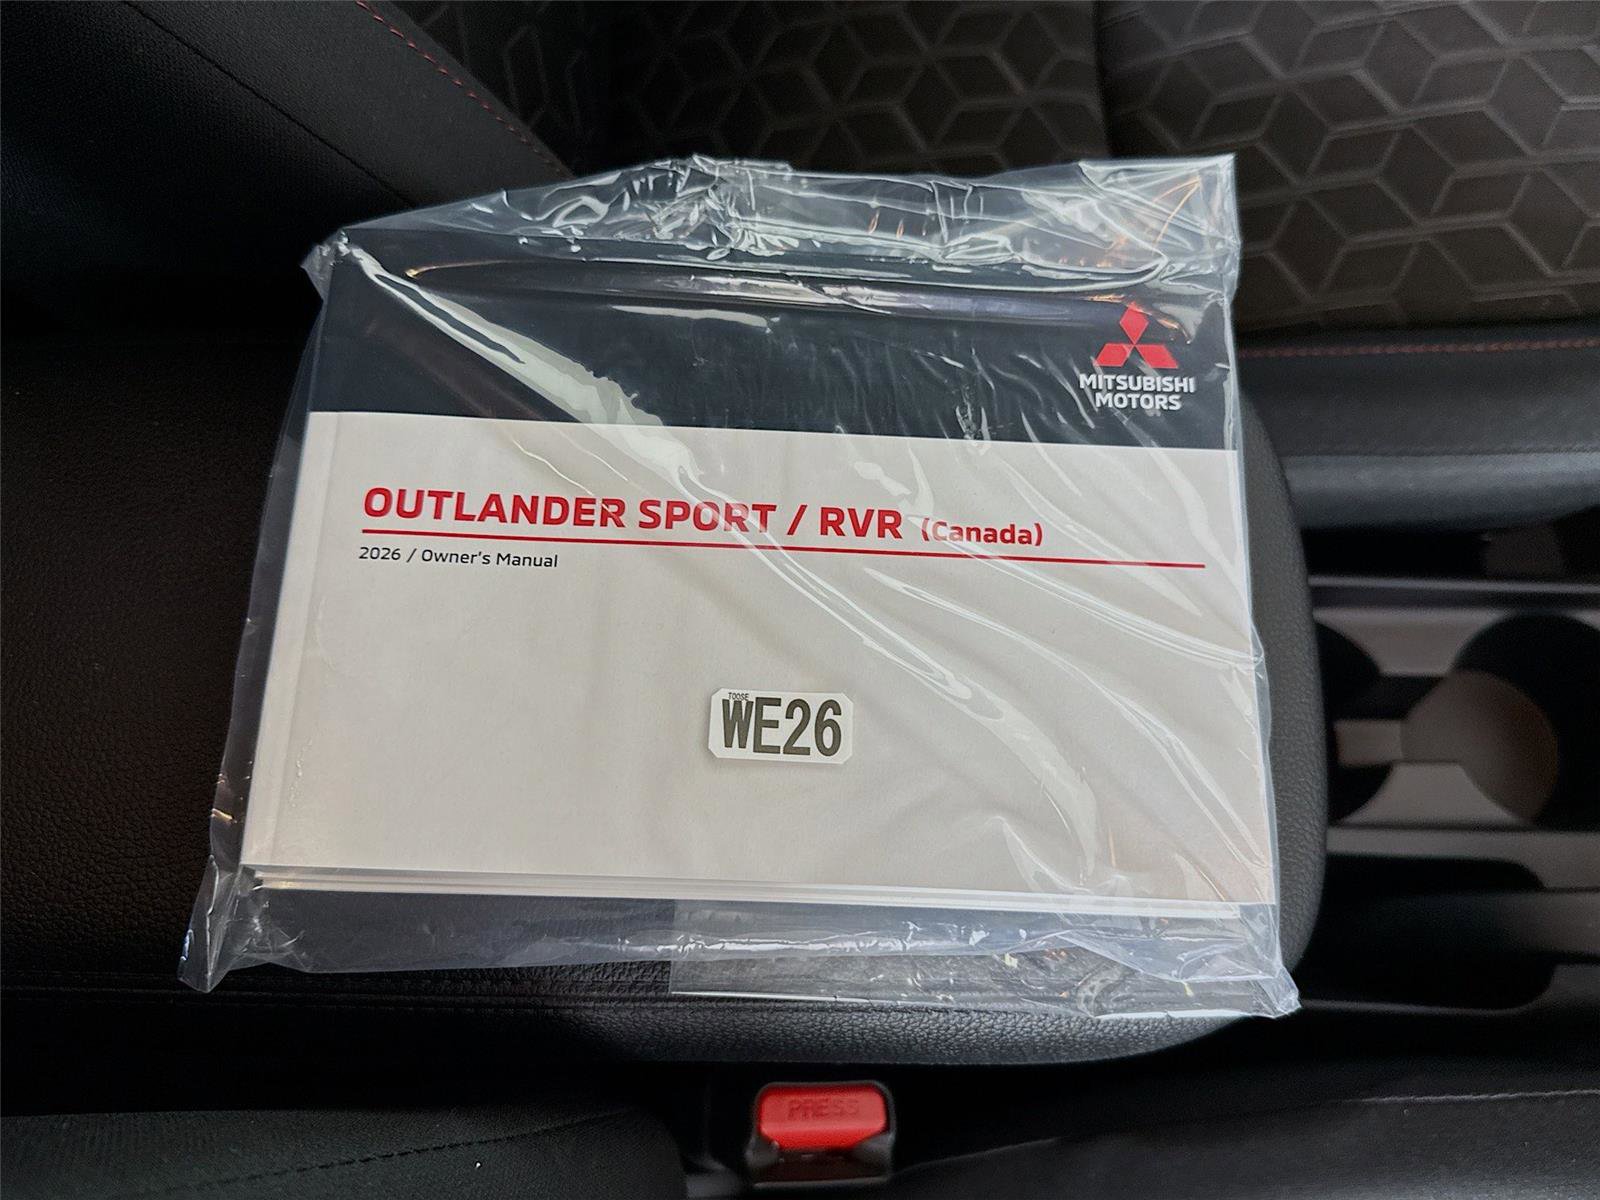 MITSUBISHI
MOTORS
OUTLANDER SPORT / RVR (Canada)
2026 / Owner's Manual
TOOSE
WE26
PRESS